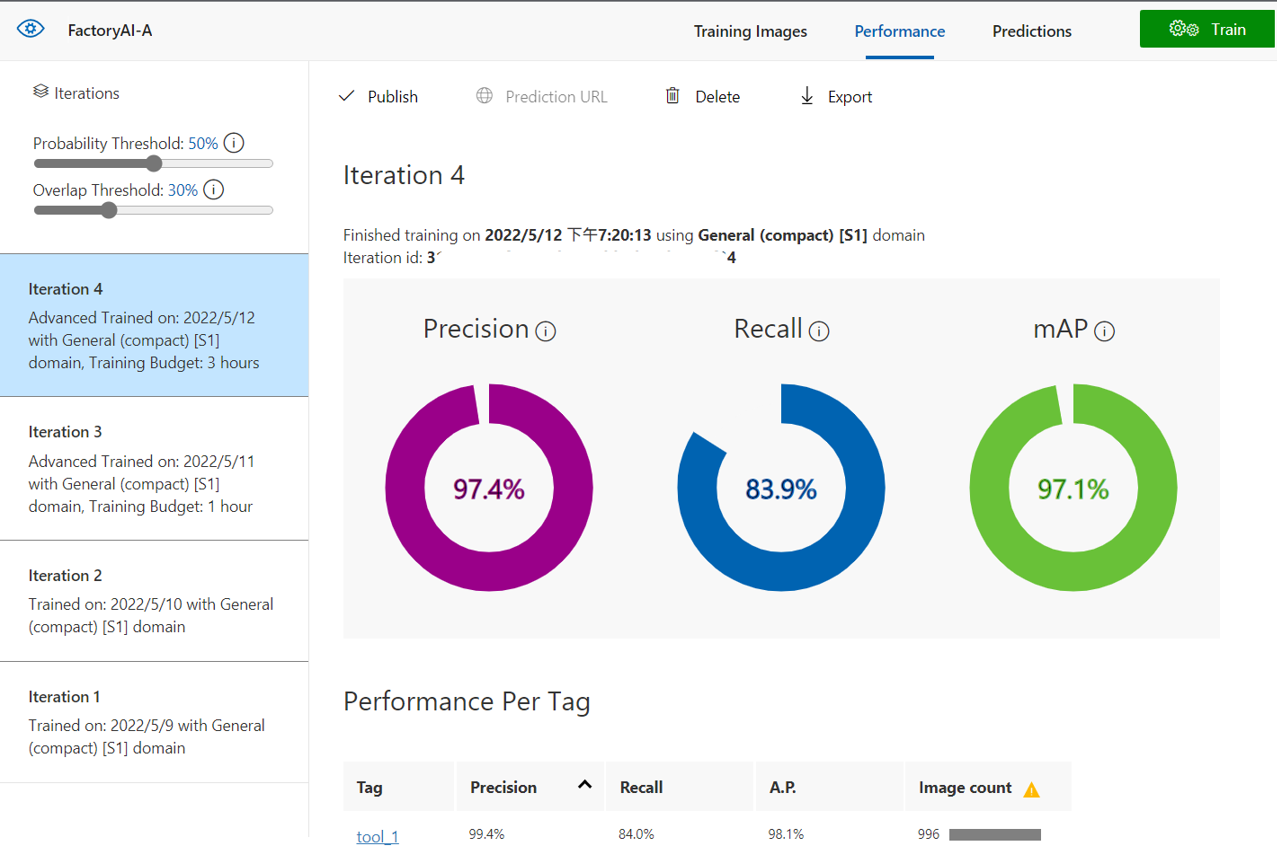 FactoryAI-A
Training Images
Performance
Predictions
Train
Iterations
Probability Threshold: 50%
Overlap Threshold: 30%
Iteration 4
Advanced Trained on: 2022/5/12
with General (compact) [S1]
domain, Training Budget: 3 hours
Iteration 3
Advanced Trained on: 2022/5/11
with General (compact) [S1]
domain, Training Budget: 1 hour
Iteration 2
Trained on: 2022/5/10 with General
(compact) [S1] domain
Iteration 1
Trained on: 2022/5/9 with General
(compact) [S1] domain
Publish
Prediction URL
Delete
Export
Iteration 4
Finished training on 2022/5/12 下午7:20:13 using General (compact) [S1] domain
Iteration id: 3 4
Precision
Recall
mAP
97.4%
83.9%
97.1%
Performance Per Tag
Tag Precision Recall A.P. Image count
tool_1 99.4% 84.0% 98.1% 996